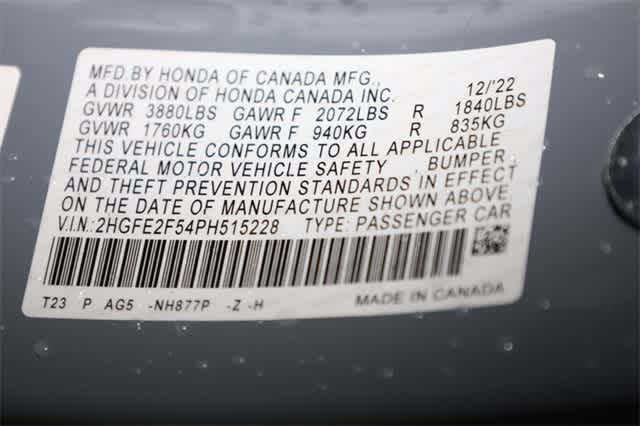 MFD.BY HONDA OF CANADA MFG.,
A DIVISION OF HONDA CANADA INC. 12/'22
GVWR 3880LBS GAWR F 2072LBS R 1840LBS
GVWR 1760KG GAWR F 940KG R 835KG
THIS VEHICLE CONFORMS TO ALL APPLICABLE
FEDERAL MOTOR VEHICLE SAFETY , BUMPER,
AND THEFT PREVENTION STANDARDS IN EFFECT
ON THE DATE OF MANUFACTURE SHOWN ABOVE.
V.I.N.:2HGFE2F54PH515228 TYPE: PASSENGER CAR
T23 P AG5 -NH877P -Z -H MADE IN CANADA